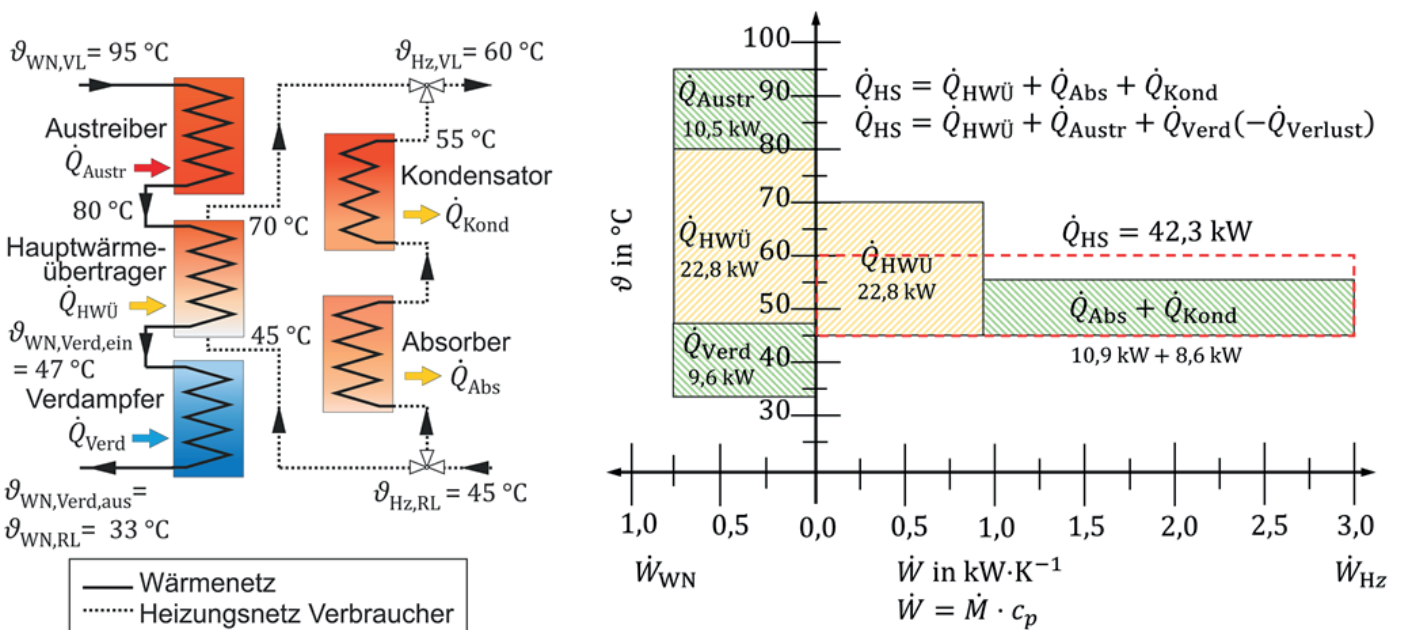 ϑWN,VL= 95 °C
ϑHz,VL= 60 °C
Austreiber
Q̇Austr
55 °C
Kondensator
Q̇Kond
80 °C
70 °C
Hauptwärme-
übertrager
Q̇HWÜ
ϑWN,Verd,ein
= 47 °C
45 °C
Absorber
Q̇Abs
Verdampfer
Q̇Verd
ϑWN,Verd,aus=
ϑWN,RL= 33 °C
ϑHz,RL = 45 °C
Wärmenetz
Heizungsnetz Verbraucher
ϑ in °C
100
90
80
70
60
50
40
30
Q̇Austr
10,5 kW
Q̇HWÜ
22,8 kW
Q̇Verd
9,6 kW
Q̇HS = Q̇HWÜ + Q̇Abs + Q̇Kond
Q̇HS = Q̇HWÜ + Q̇Austr + Q̇Verd(−Q̇Verlust)
Q̇HS = 42,3 kW
Q̇HWÜ
22,8 kW
Q̇Abs + Q̇Kond
10,9 kW + 8,6 kW
1,0 0,5 0,0 0,5 1,0 1,5 2,0 2,5 3,0
ẆWN
Ẇ in kW·K⁻¹
ẆHz
Ẇ = Ṁ · cp